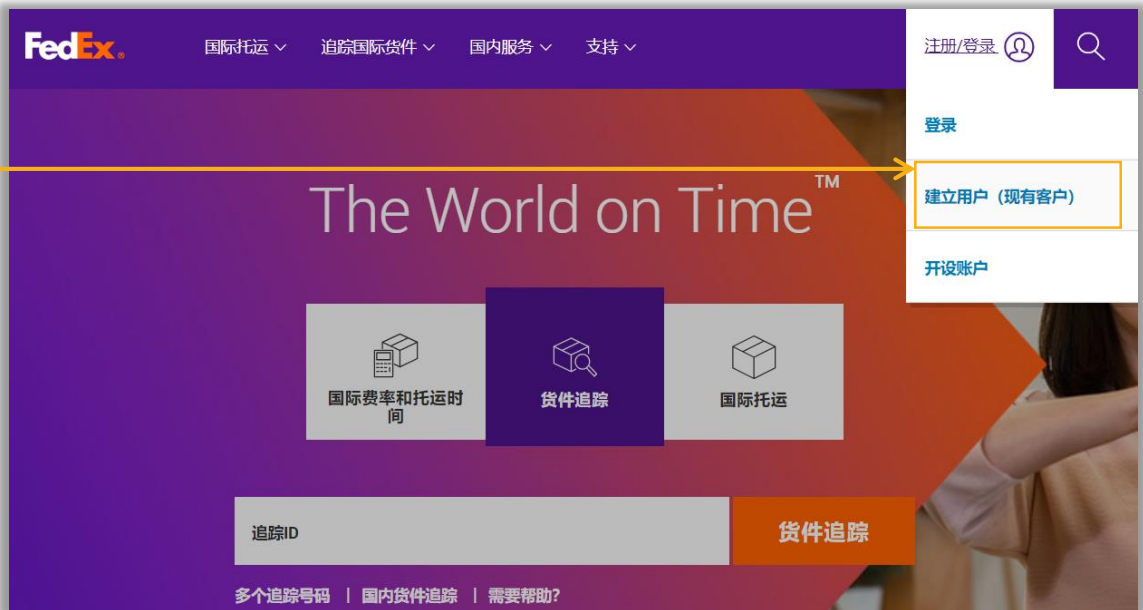 FedEx®
国际托运 追踪国际货件 国内服务 支持
注册/登录
登录
建立用户（现有客户）
开设账户
The World on Time™
国际费率和托运时
间
货件追踪
国际托运
追踪ID
货件追踪
多个追踪号码 | 国内货件追踪 | 需要帮助?